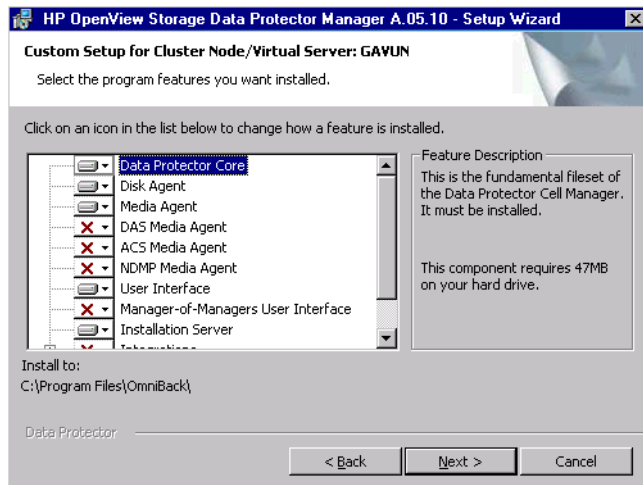 HP OpenView Storage Data Protector Manager A.05.10 - Setup Wizard
Custom Setup for Cluster Node/Virtual Server: GAVUN
Select the program features you want installed.
Click on an icon in the list below to change how a feature is installed.
Data Protector Core
Disk Agent
Media Agent
DAS Media Agent
ACS Media Agent
NDMP Media Agent
User Interface
Manager-of-Managers User Interface
Installation Server
Integrations
Feature Description
This is the fundamental fileset of
the Data Protector Cell Manager.
It must be installed.
This component requires 47MB
on your hard drive.
Install to:
C:\Program Files\OmniBack\
Data Protector
< Back
Next >
Cancel